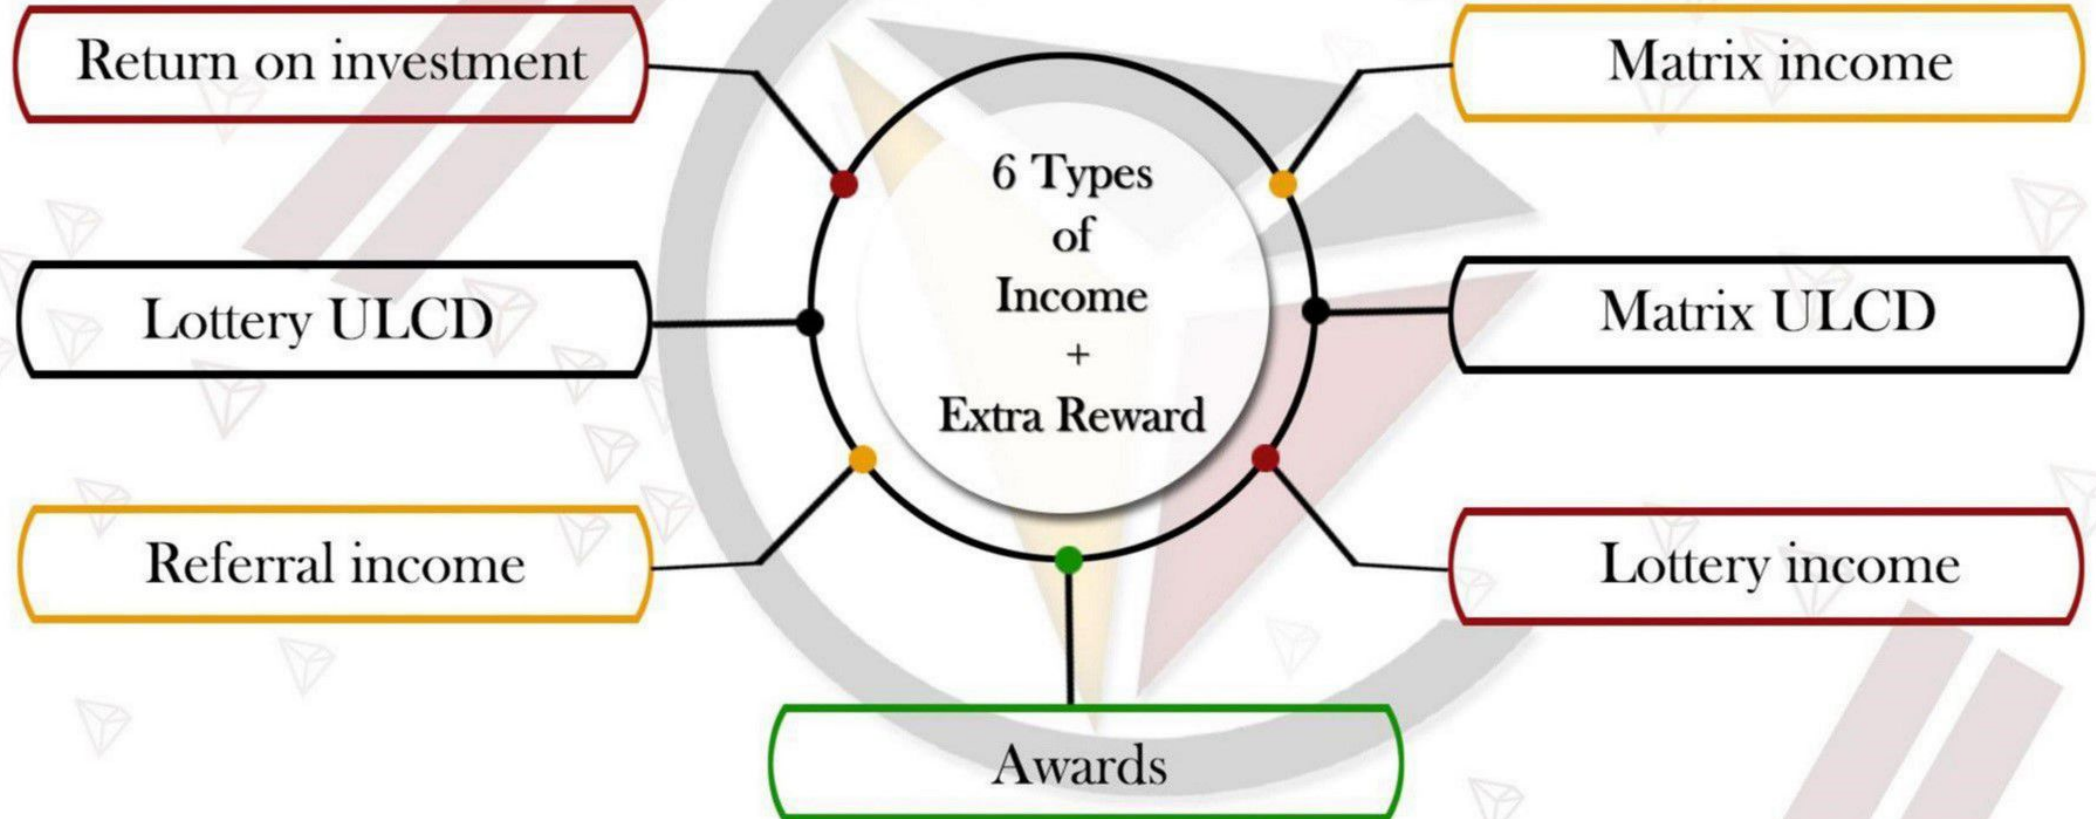 Return on investment
Matrix income
6 Types
of
Income
+
Extra Reward
Lottery ULCD
Matrix ULCD
Referral income
Lottery income
Awards